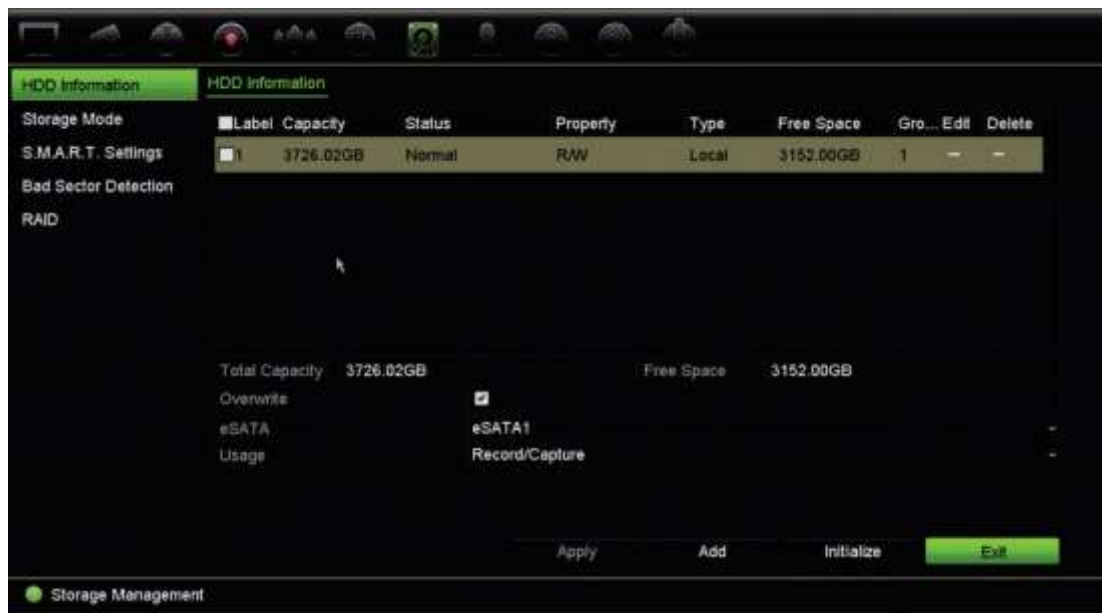 HDD Information
Storage Mode
S.M.A.R.T. Settings
Bad Sector Detection
RAID
HDD Information
Label Capacity Status Property Type Free Space Gro... Edit Delete
1 3726.02GB Normal R/W Local 3152.00GB 1 — —
Total Capacity 3726.02GB Free Space 3152.00GB
Overwrite
eSATA eSATA1
Usage Record/Capture
Apply Add Initialize Exit
Storage Management